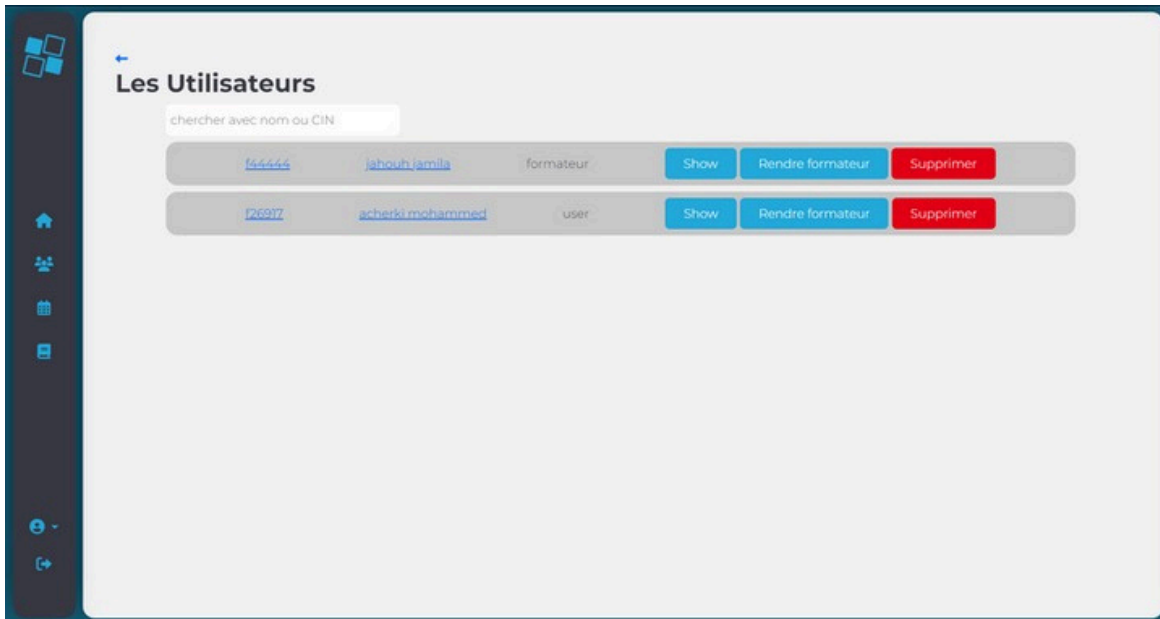 Les Utilisateurs
chercher avec nom ou CIN
f44444 jahouh jamila formateur Show Rendre formateur Supprimer
f26917 acherki mohammed user Show Rendre formateur Supprimer